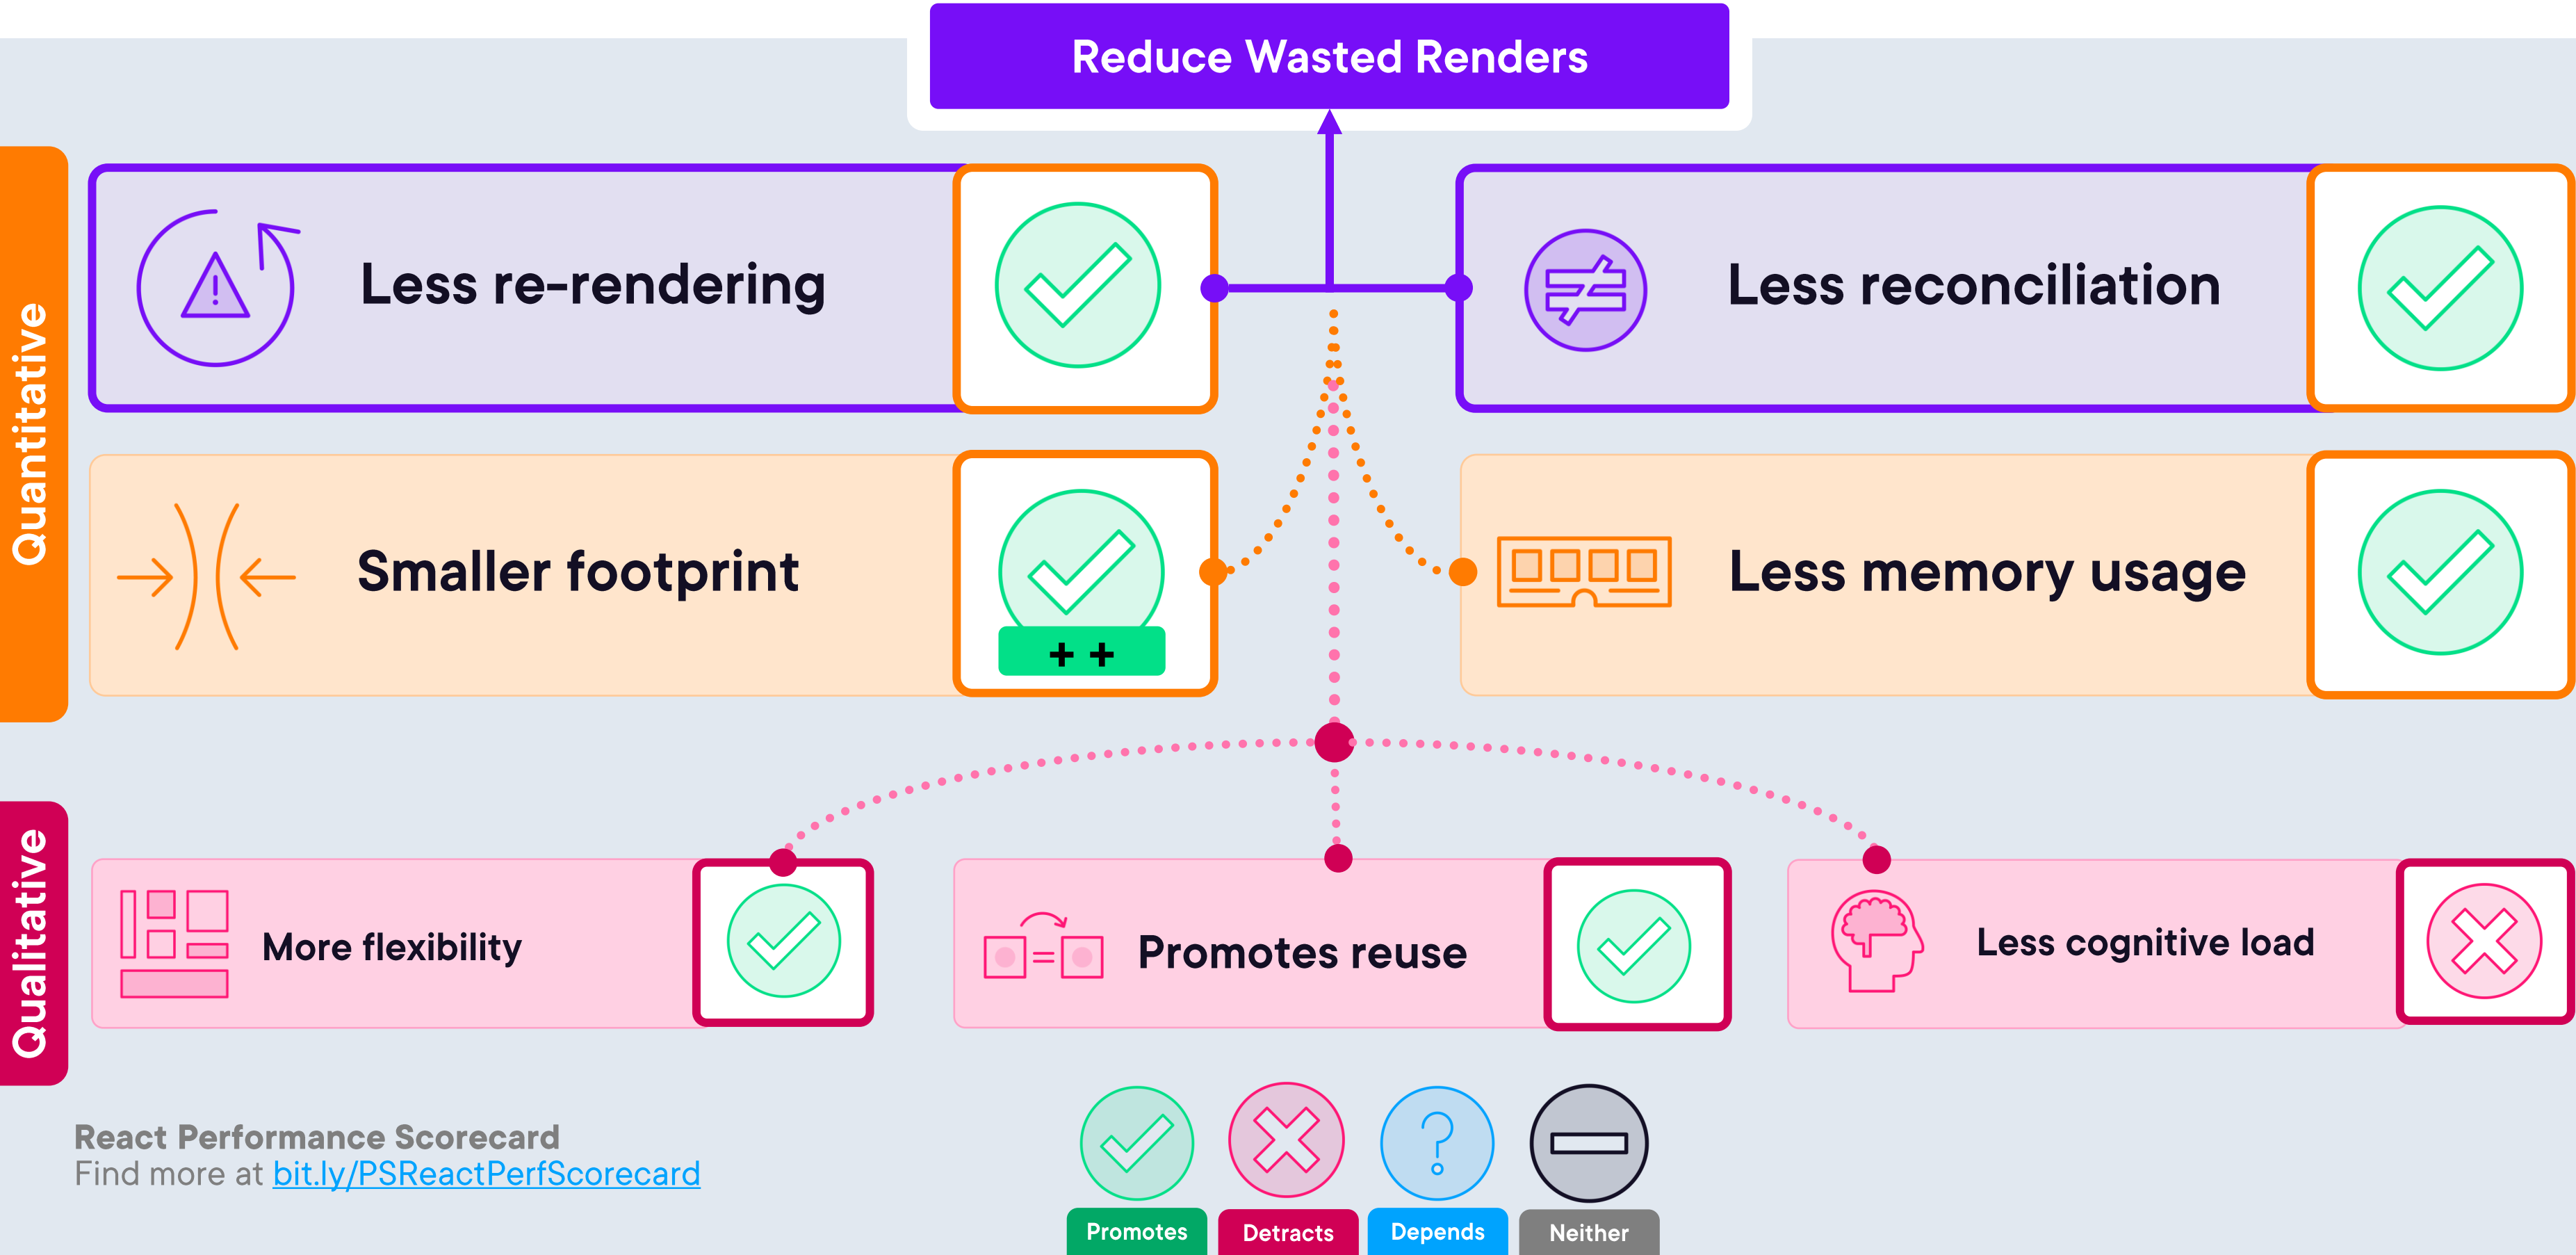 Reduce Wasted Renders
Quantitative
Less re-rendering
Less reconciliation
Smaller footprint
++
Less memory usage
Qualitative
More flexibility
Promotes reuse
Less cognitive load
React Performance Scorecard
Find more at bit.ly/PSReactPerfScorecard
Promotes
Detracts
Depends
Neither